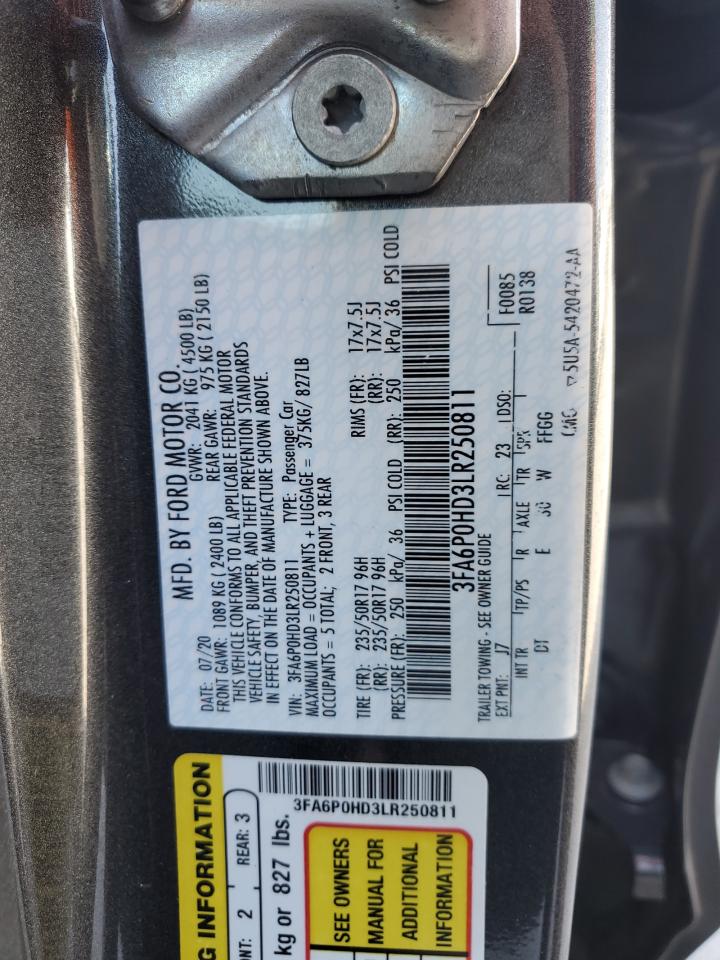 MFD. BY FORD MOTOR CO.
DATE: 07/20 GVWR: 2041 KG ( 4500 LB)
FRONT GAWR: 1089 KG ( 2400 LB) REAR GAWR: 975 KG ( 2150 LB)
THIS VEHICLE CONFORMS TO ALL APPLICABLE FEDERAL MOTOR
VEHICLE SAFETY, BUMPER, AND THEFT PREVENTION STANDARDS
IN EFFECT ON THE DATE OF MANUFACTURE SHOWN ABOVE.
VIN: 3FA6P0HD3LR250811 TYPE: Passenger Car
MAXIMUM LOAD = OCCUPANTS + LUGGAGE = 375KG/ 827LB
OCCUPANTS = 5 TOTAL; 2 FRONT, 3 REAR
TIRE (FR): 235/50R17 96H RIMS (FR): 17x7.5J
(RR): 235/50R17 96H (RR): 17x7.5J
PRESSURE (FR): 250 kPa/ 36 PSI COLD (RR): 250 kPa/ 36 PSI COLD
3FA6P0HD3LR250811
TRAILER TOWING - SEE OWNER GUIDE
F0085
EXT PNT: J7 RC: 23 DSO: R0138
INT TR TP/PS R AXLE TR SPR
DT E W FFGG
5U5A-5420472-AA
G INFORMATION
NT: 2 REAR: 3
kg or 827 lbs.
3FA6P0HD3LR250811
SEE OWNERS
MANUAL FOR
ADDITIONAL
INFORMATION